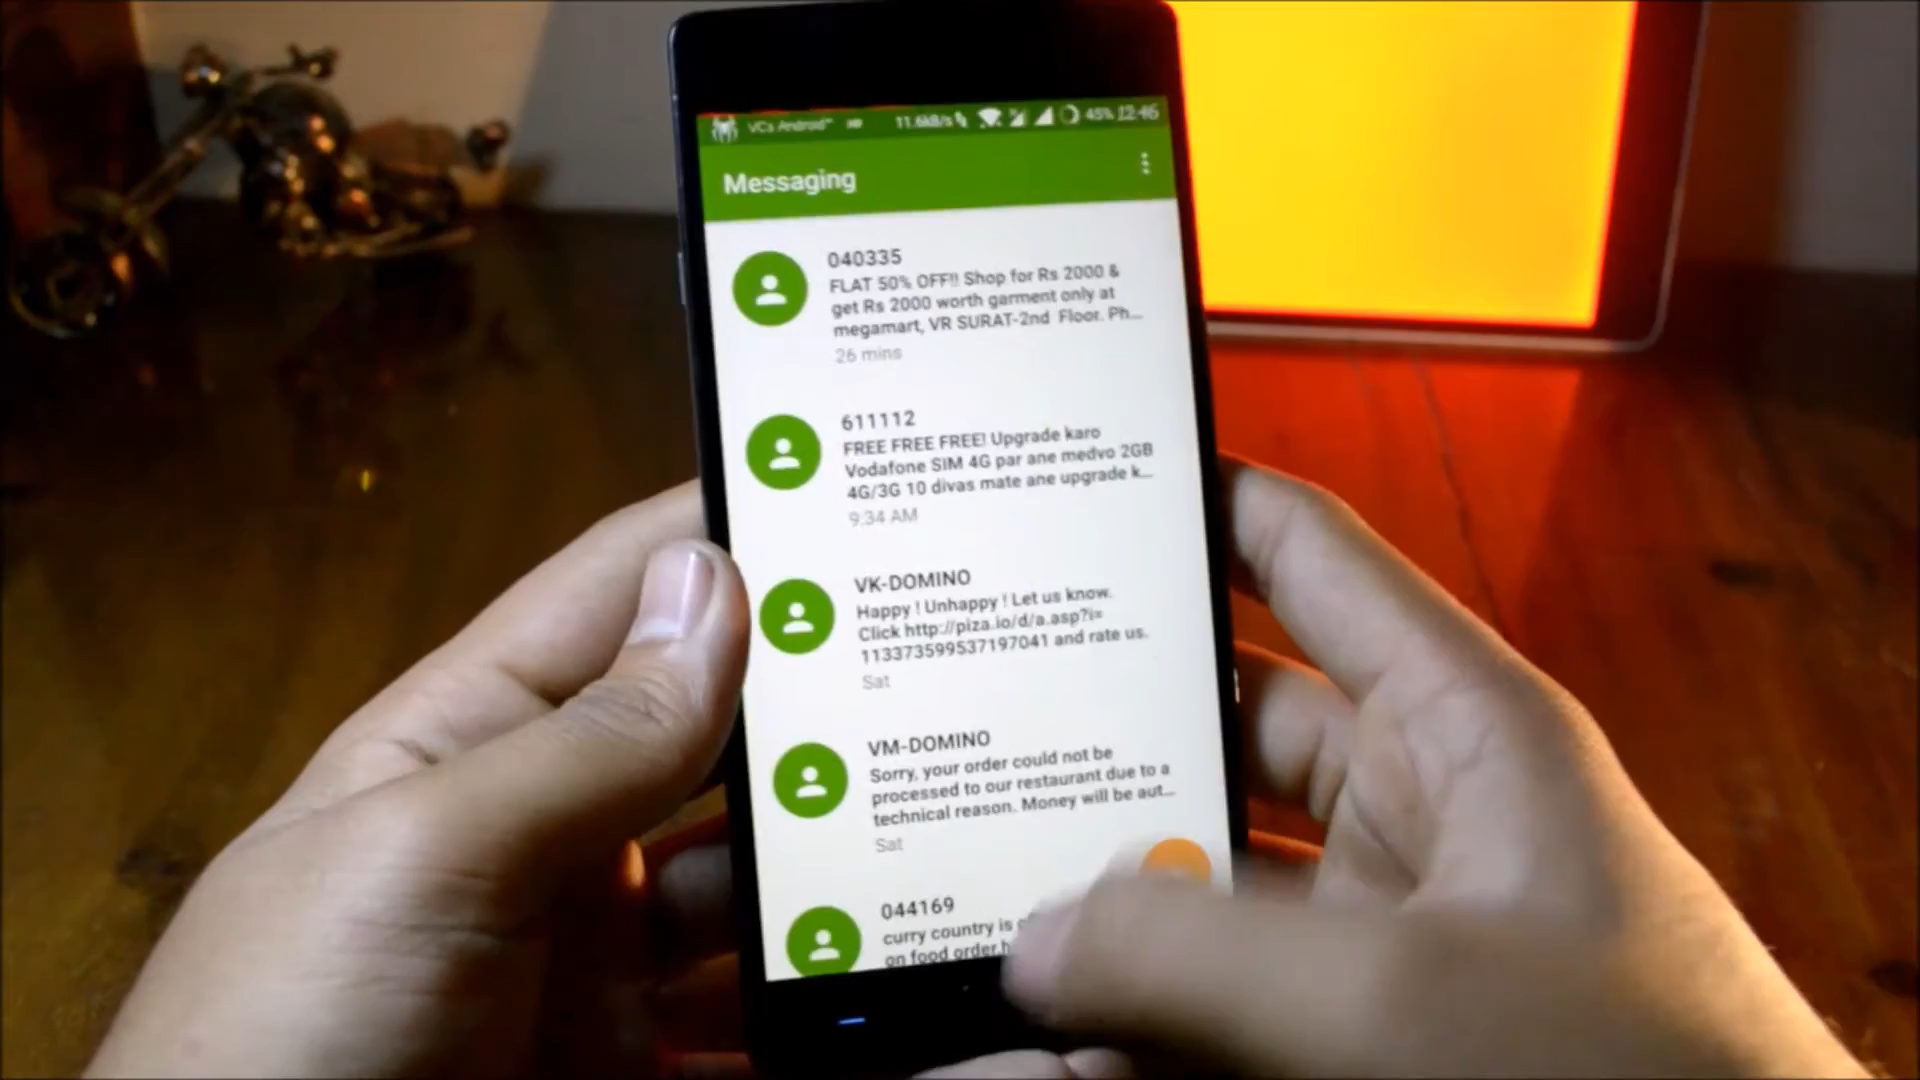 VCs Android™ 11.6kB/s 45% 12:46
Messaging
040335
FLAT 50% OFF!! Shop for Rs 2000 &
get Rs 2000 worth garment only at
megamart, VR SURAT-2nd Floor. Ph...
26 mins
611112
FREE FREE FREE! Upgrade karo
Vodafone SIM 4G par ane medvo 2GB
4G/3G 10 divas mate ane upgrade k...
9:34 AM
VK-DOMINO
Happy ! Unhappy ! Let us know.
Click http://piza.io/d/a.asp?i=
113373599537197041 and rate us.
Sat
VM-DOMINO
Sorry, your order could not be
processed to our restaurant due to a
technical reason. Money will be aut...
Sat
044169
curry country is
on food order.h